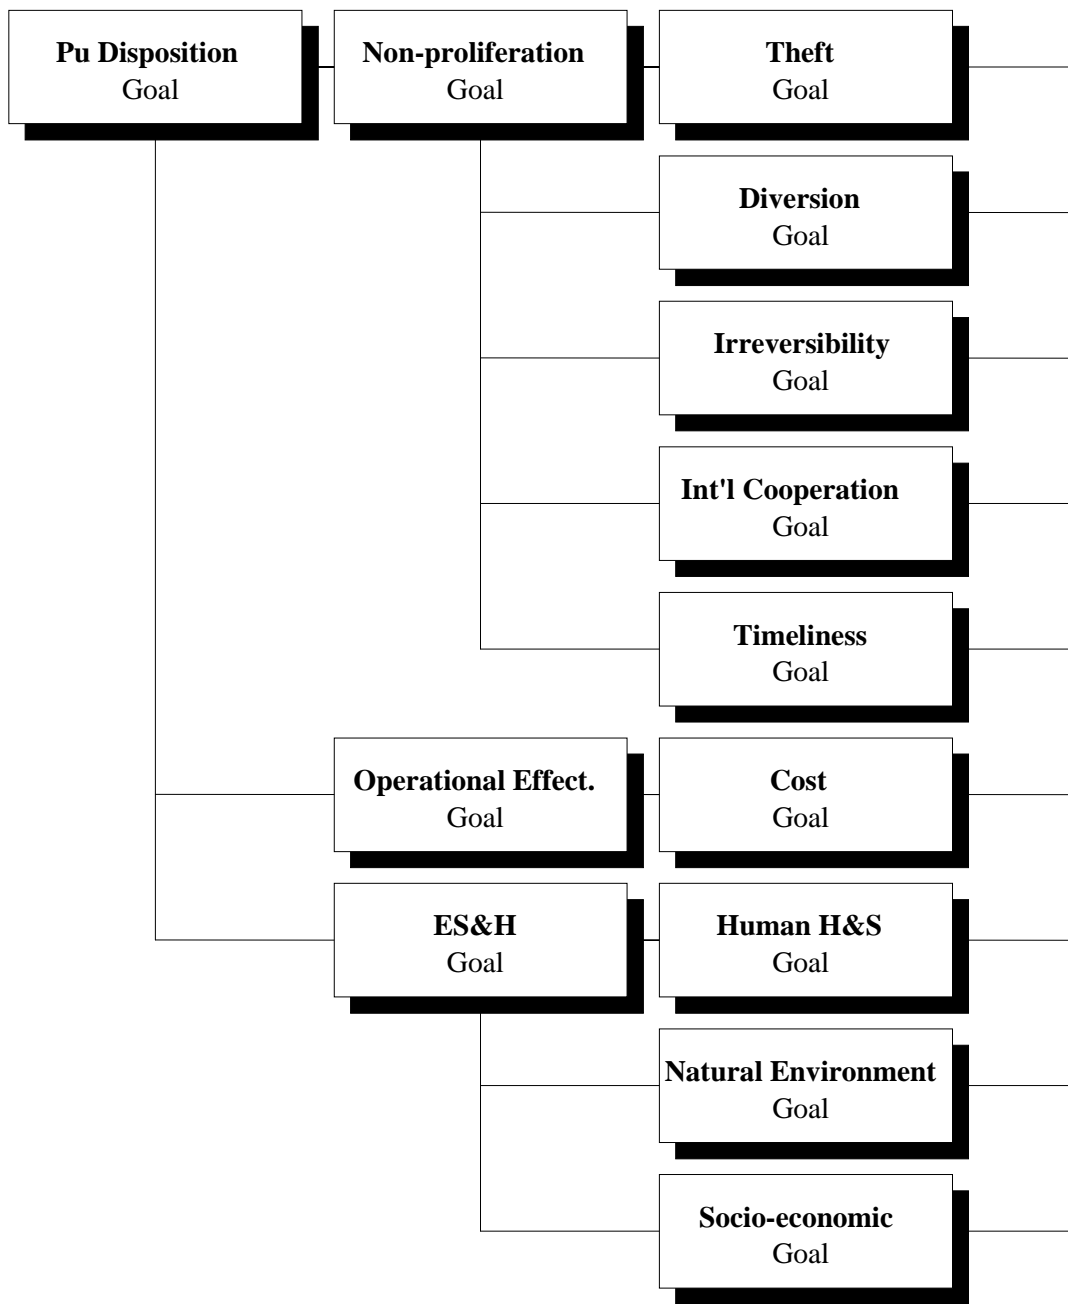 Pu Disposition
Goal
Non-proliferation
Goal
Theft
Goal
Diversion
Goal
Irreversibility
Goal
Int'l Cooperation
Goal
Timeliness
Goal
Operational Effect.
Goal
Cost
Goal
ES&H
Goal
Human H&S
Goal
Natural Environment
Goal
Socio-economic
Goal